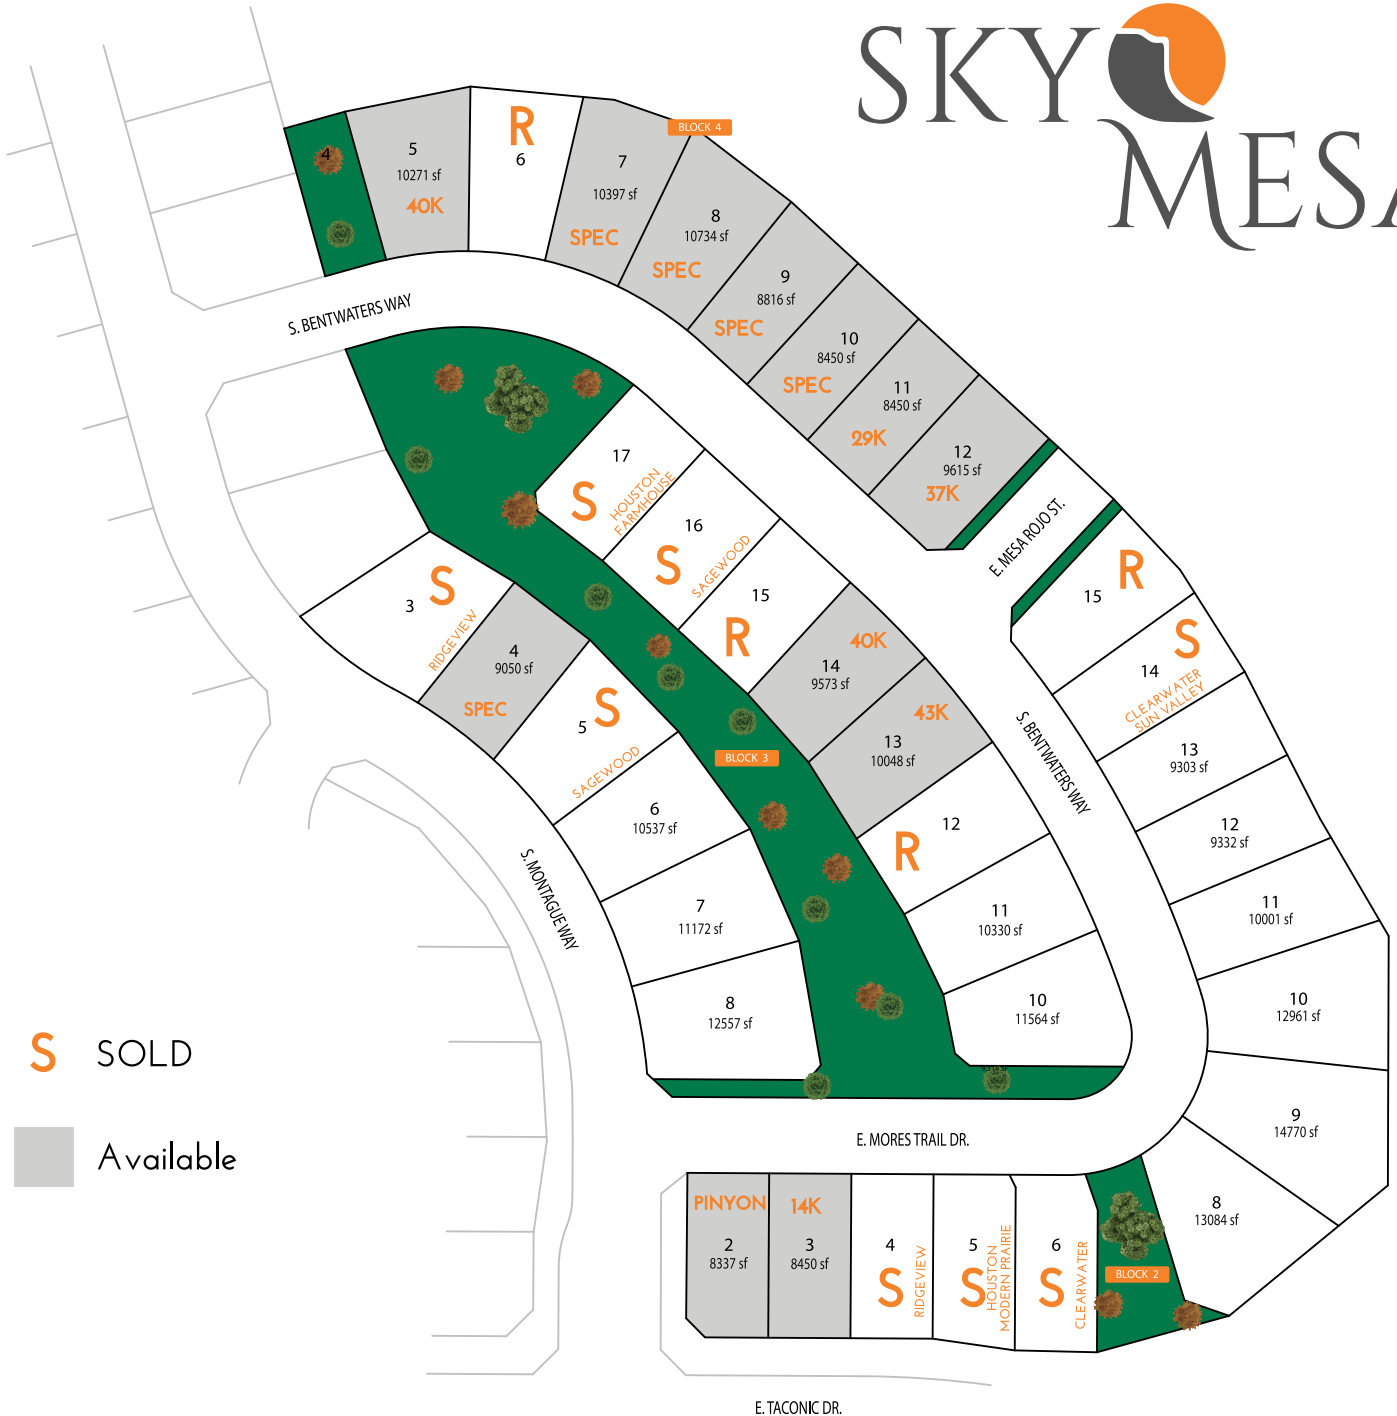 SKY
MESA
BLOCK 4
4
5
10271 sf
40K
R
6
7
10397 sf
SPEC
8
10734 sf
SPEC
9
8816 sf
SPEC
10
8450 sf
SPEC
11
8450 sf
29K
12
9615 sf
37K
S. BENTWATERS WAY
E. MESA ROJO ST.
17
S
HOUSTON
FARMHOUSE
16
S
SAGEWOOD
15
R
14
9573 sf
40K
13
10048 sf
43K
12
R
11
10330 sf
10
11564 sf
3
S
RIDGEVIEW
4
9050 sf
SPEC
5
S
SAGEWOOD
6
10537 sf
7
11172 sf
8
12557 sf
BLOCK 3
S. MONTAGUE WAY
S. BENTWATERS WAY
15
R
14
S
CLEARWATER
SUN VALLEY
13
9303 sf
12
9332 sf
11
10001 sf
10
12961 sf
9
14770 sf
8
13084 sf
E. MORES TRAIL DR.
PINYON
2
8337 sf
14K
3
8450 sf
4
S
RIDGEVIEW
5
S
HOUSTON
MODERN PRAIRIE
6
S
CLEARWATER
BLOCK 2
E. TACONIC DR.
S SOLD
Available